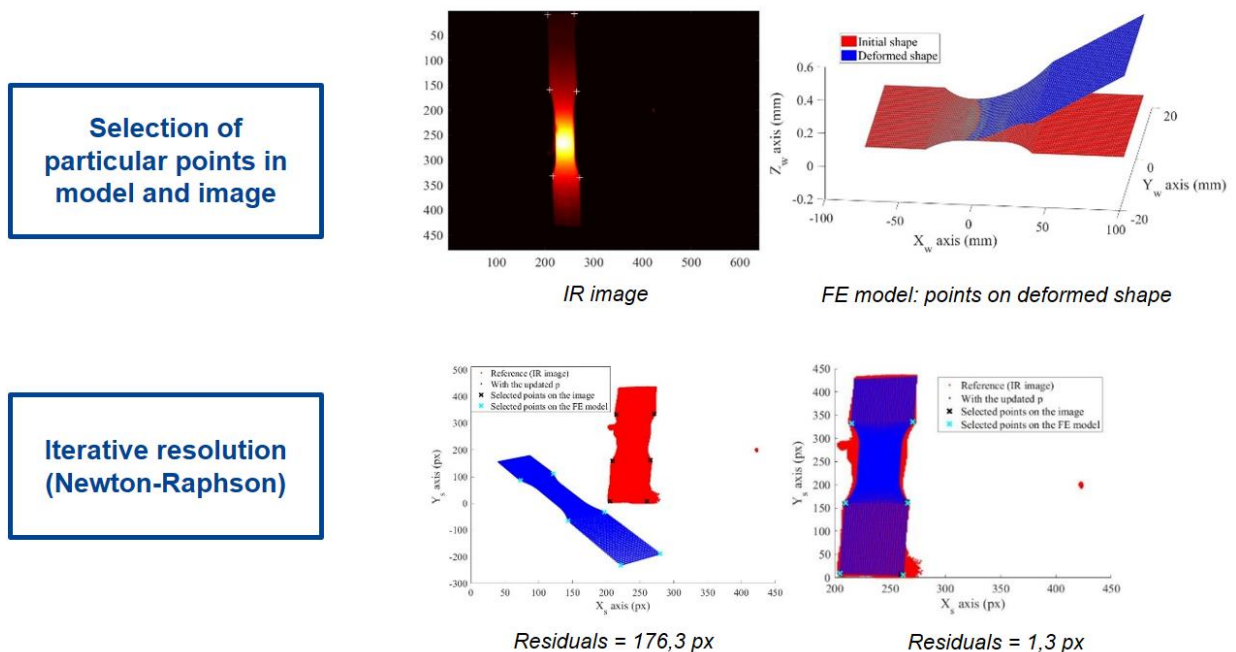 Selection of
particular points in
model and image
50
100
150
200
250
300
350
400
450
100
200
300
400
500
600
IR image
Initial shape
Deformed shape
0.6
0.4
0.2
0
-0.2
Z_w axis (mm)
-100
-50
0
50
100
X_w axis (mm)
20
0
-20
Y_w axis (mm)
FE model: points on deformed shape
Iterative resolution
(Newton-Raphson)
500
400
300
200
100
0
-100
-200
-300
Y_s axis (px)
Reference (IR image)
With the updated p
Selected points on the image
Selected points on the FE model
0
50
100
150
200
250
300
350
400
450
X_s axis (px)
Residuals = 176,3 px
450
400
350
300
250
200
150
100
50
0
Y_s axis (px)
Reference (IR image)
With the updated p
Selected points on the image
Selected points on the FE model
200
250
300
350
400
450
X_s axis (px)
Residuals = 1,3 px